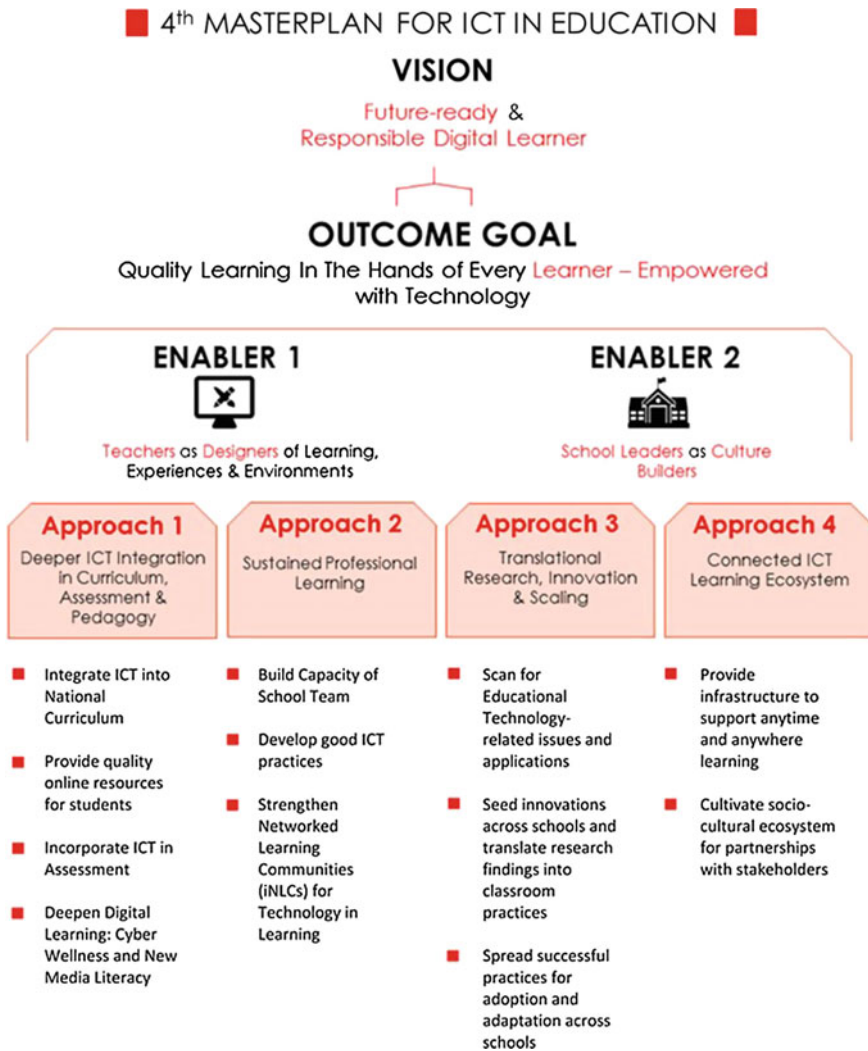 4th MASTERPLAN FOR ICT IN EDUCATION
VISION
Future-ready &
Responsible Digital Learner
OUTCOME GOAL
Quality Learning In The Hands of Every Learner – Empowered
with Technology
ENABLER 1
Teachers as Designers of Learning,
Experiences & Environments
ENABLER 2
School Leaders as Culture
Builders
Approach 1
Deeper ICT Integration
in Curriculum,
Assessment &
Pedagogy
Integrate ICT into
National
Curriculum
Provide quality
online resources
for students
Incorporate ICT in
Assessment
Deepen Digital
Learning: Cyber
Wellness and New
Media Literacy
Approach 2
Sustained Professional
Learning
Build Capacity of
School Team
Develop good ICT
practices
Strengthen
Networked
Learning
Communities
(iNLCs) for
Technology in
Learning
Approach 3
Translational
Research, Innovation
& Scaling
Scan for
Educational
Technology-
related issues and
applications
Seed innovations
across schools and
translate research
findings into
classroom
practices
Spread successful
practices for
adoption and
adaptation across
schools
Approach 4
Connected ICT
Learning Ecosystem
Provide
infrastructure to
support anytime
and anywhere
learning
Cultivate socio-
cultural ecosystem
for partnerships
with stakeholders